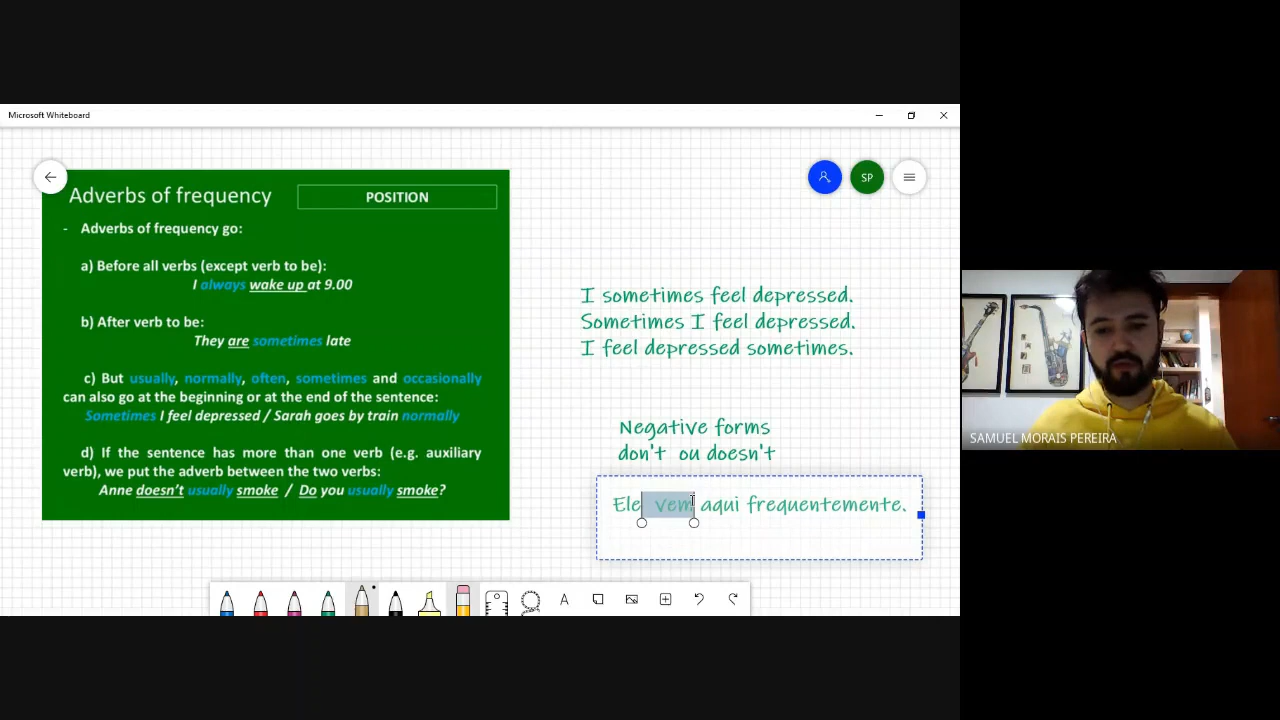 Microsoft Whiteboard
SP
Adverbs of frequency
POSITION
- Adverbs of frequency go:
a) Before all verbs (except verb to be):
I always wake up at 9.00
b) After verb to be:
They are sometimes late
c) But usually, normally, often, sometimes and occasionally
can also go at the beginning or at the end of the sentence:
Sometimes I feel depressed / Sarah goes by train normally
d) If the sentence has more than one verb (e.g. auxiliary
verb), we put the adverb between the two verbs:
Anne doesn't usually smoke / Do you usually smoke?
I sometimes feel depressed.
Sometimes I feel depressed.
I feel depressed sometimes.
Negative forms
don't ou doesn't
Ele vem aqui frequentemente.
A
SAMUEL MORAIS PEREIRA